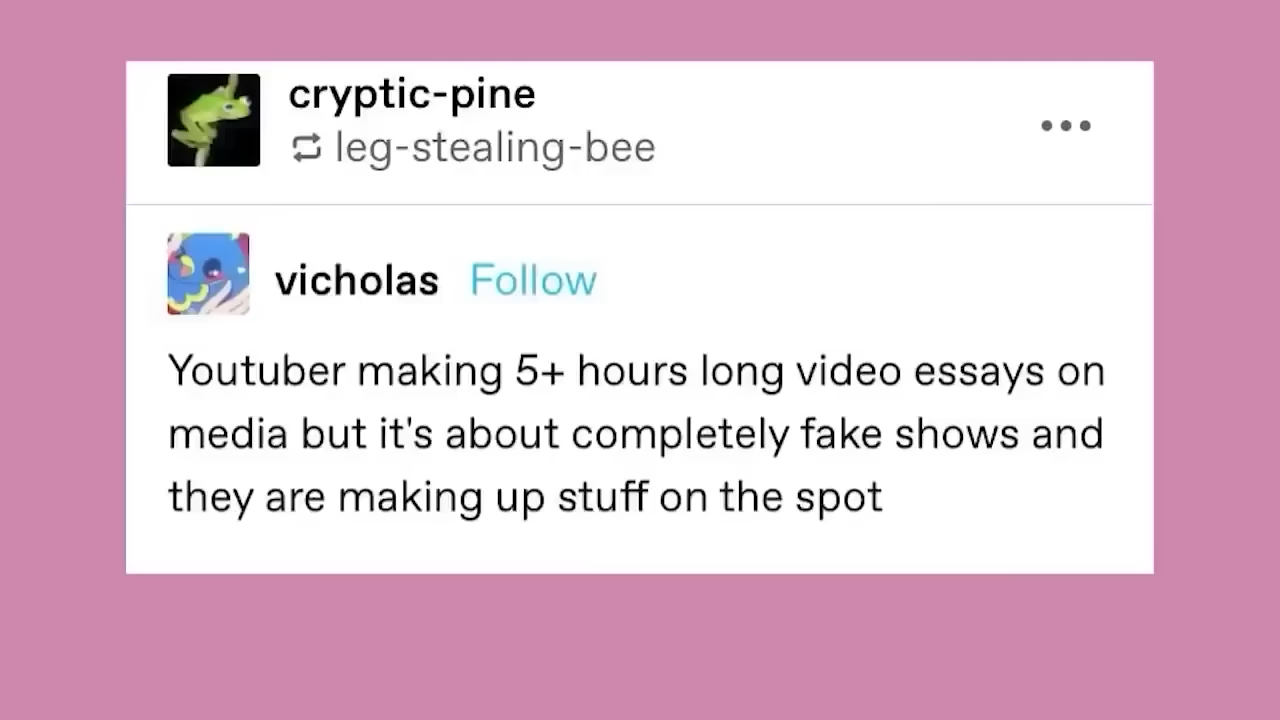 cryptic-pine
leg-stealing-bee
vicholas Follow
Youtuber making 5+ hours long video essays on
media but it's about completely fake shows and
they are making up stuff on the spot